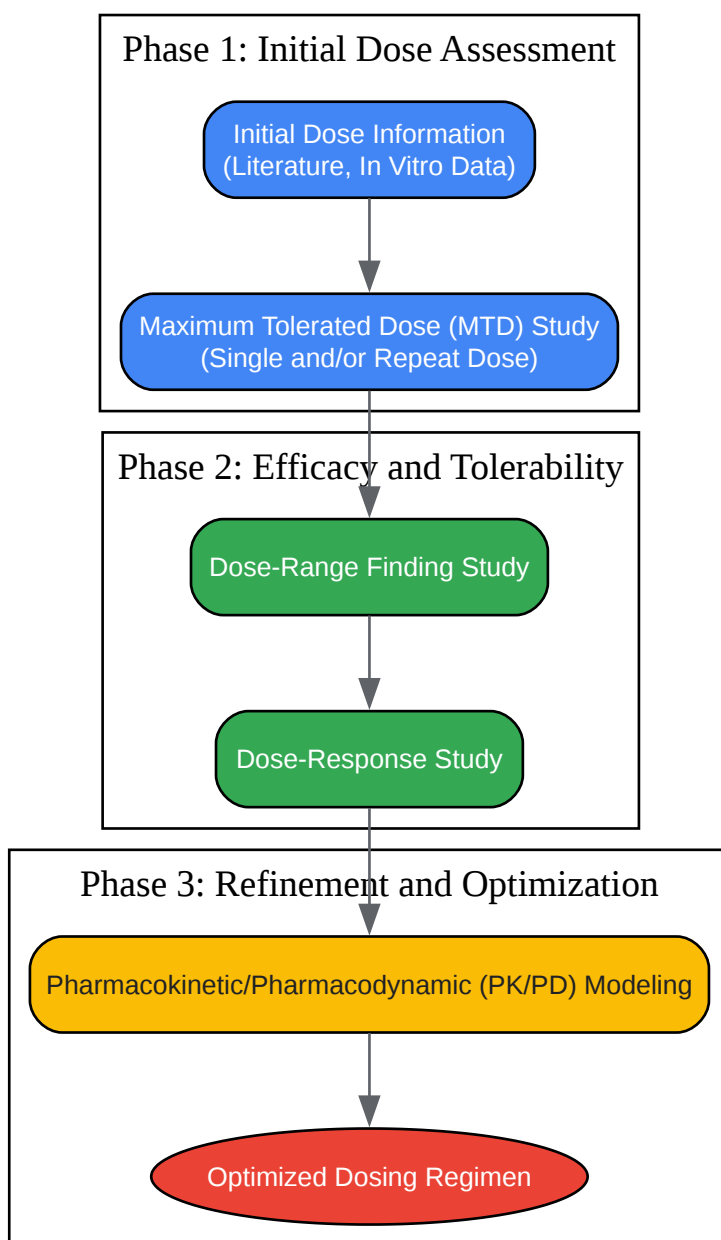 Phase 1: Initial Dose Assessment
Initial Dose Information
(Literature, In Vitro Data)
Maximum Tolerated Dose (MTD) Study
(Single and/or Repeat Dose)
Phase 2: Efficacy and Tolerability
Dose-Range Finding Study
Dose-Response Study
Phase 3: Refinement and Optimization
Pharmacokinetic/Pharmacodynamic (PK/PD) Modeling
Optimized Dosing Regimen